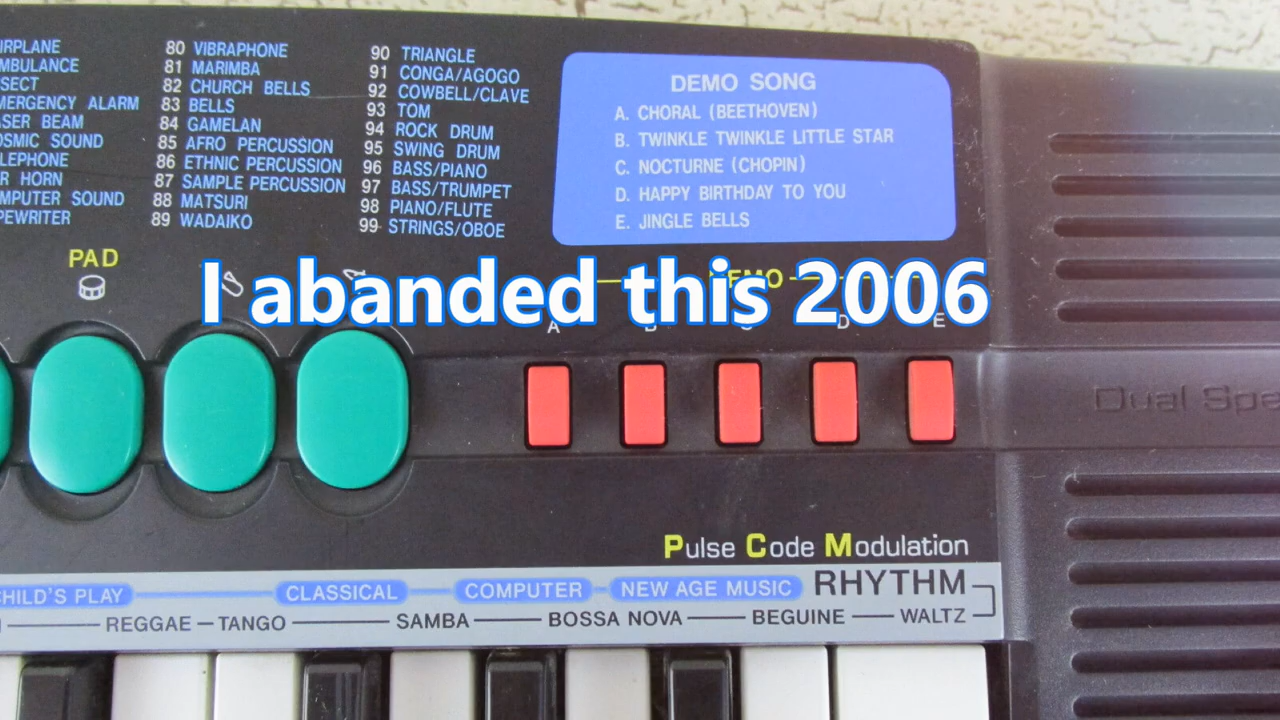 IRPLANE
MBULANCE
SECT
MERGENCY ALARM
ASER BEAM
OSMIC SOUND
LEPHONE
R HORN
MPUTER SOUND
PEWRITER
80 VIBRAPHONE
81 MARIMBA
82 CHURCH BELLS
83 BELLS
84 GAMELAN
85 AFRO PERCUSSION
86 ETHNIC PERCUSSION
87 SAMPLE PERCUSSION
88 MATSURI
89 WADAIKO
90 TRIANGLE
91 CONGA/AGOGO
92 COWBELL/CLAVE
93 TOM
94 ROCK DRUM
95 SWING DRUM
96 BASS/PIANO
97 BASS/TRUMPET
98 PIANO/FLUTE
99 STRINGS/OBOE
DEMO SONG
A. CHORAL (BEETHOVEN)
B. TWINKLE TWINKLE LITTLE STAR
C. NOCTURNE (CHOPIN)
D. HAPPY BIRTHDAY TO YOU
E. JINGLE BELLS
PAD
DEMO
I abanded this 2006
A B C D E
Dual Spe
Pulse Code Modulation
CHILD'S PLAY CLASSICAL COMPUTER NEW AGE MUSIC RHYTHM
REGGAE TANGO SAMBA BOSSA NOVA BEGUINE WALTZ